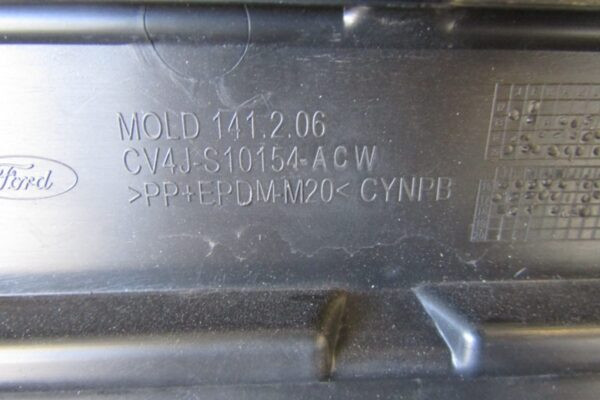 MOLD 141.2.06
CV4J-S10154-ACW
Ford
>PP+EPDM-M20< CYNPB